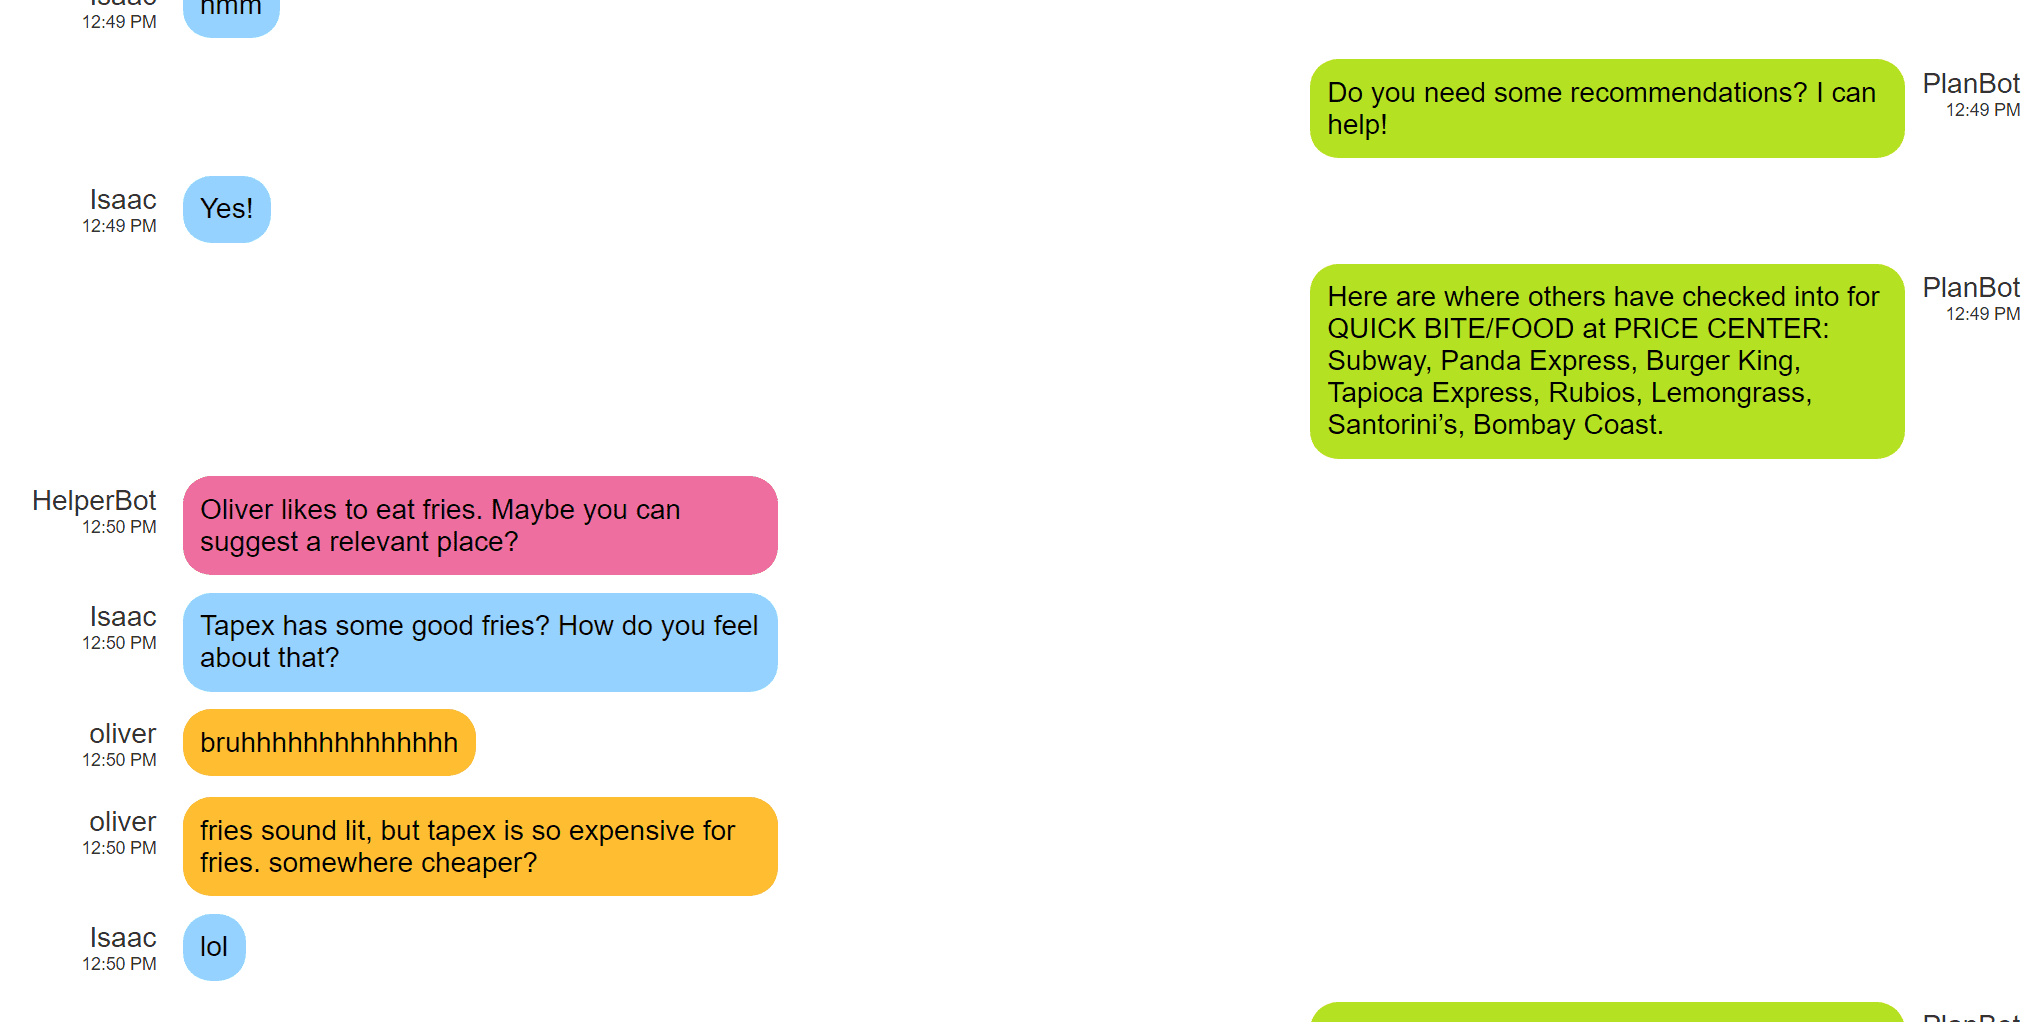 Isaac
12:49 PM
hmm
Do you need some recommendations? I can
help!
PlanBot
12:49 PM
Isaac
12:49 PM
Yes!
Here are where others have checked into for
QUICK BITE/FOOD at PRICE CENTER:
Subway, Panda Express, Burger King,
Tapioca Express, Rubios, Lemongrass,
Santorini’s, Bombay Coast.
PlanBot
12:49 PM
HelperBot
12:50 PM
Oliver likes to eat fries. Maybe you can
suggest a relevant place?
Isaac
12:50 PM
Tapex has some good fries? How do you feel
about that?
oliver
12:50 PM
bruhhhhhhhhhhhhhh
oliver
12:50 PM
fries sound lit, but tapex is so expensive for
fries. somewhere cheaper?
Isaac
12:50 PM
lol
PlanBot